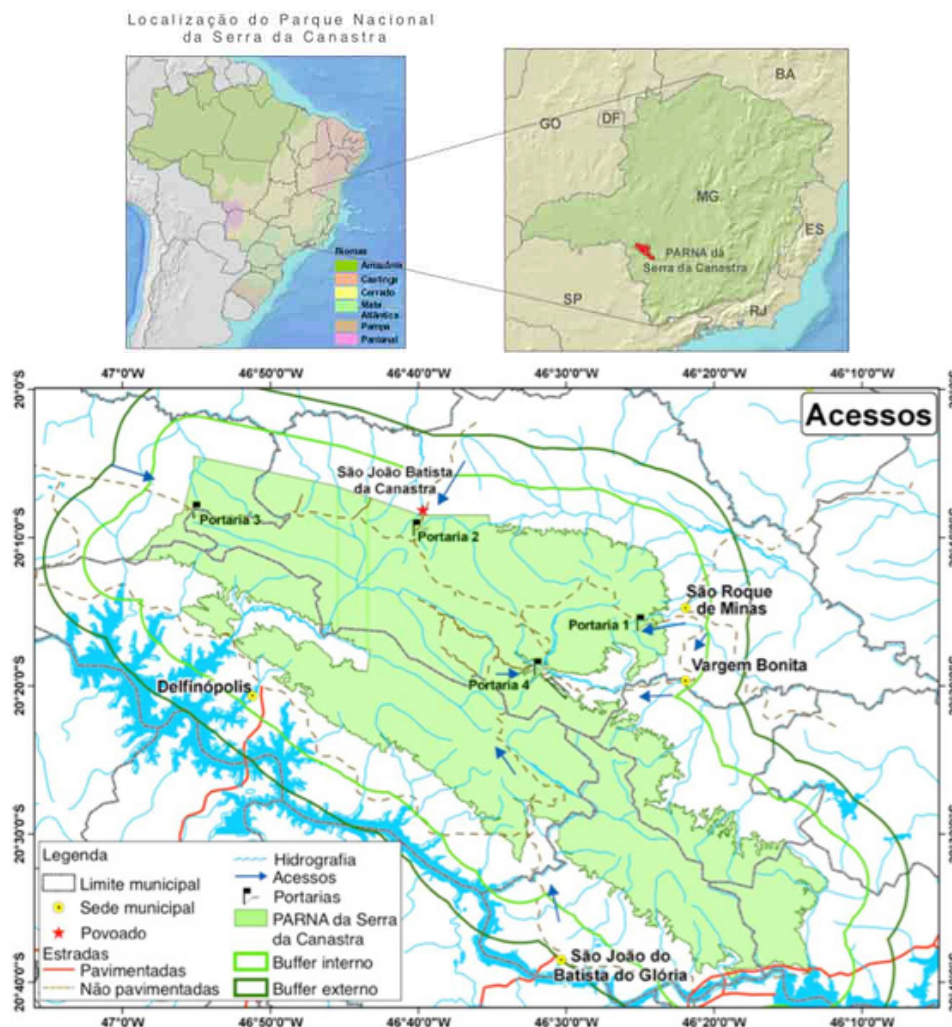 Localização do Parque Nacional
da Serra da Canastra
Biomas
Amazônia
Caatinga
Cerrado
Mata
Atlântica
Pampa
Pantanal
BA
GO
DF
MG
ES
PARNA da
Serra da Canastra
SP
RJ
47°0'0"W
46°50'0"W
46°40'0"W
46°30'0"W
46°20'0"W
46°10'0"W
20°0'0"S
Acessos
São João Batista
da Canastra
Portaria 3
Portaria 2
20°10'0"S
São Roque
de Minas
Portaria 1
Vargem Bonita
Portaria 4
Delfinópolis
20°20'0"S
20°30'0"S
Legenda
Limite municipal
Sede municipal
Povoado
Estradas
Pavimentadas
Não pavimentadas
Hidrografia
Acessos
Portarias
PARNA da Serra
da Canastra
Buffer interno
Buffer externo
São João do
Batista do Glória
20°40'0"S
47°0'0"W
46°50'0"W
46°40'0"W
46°30'0"W
46°20'0"W
46°10'0"W